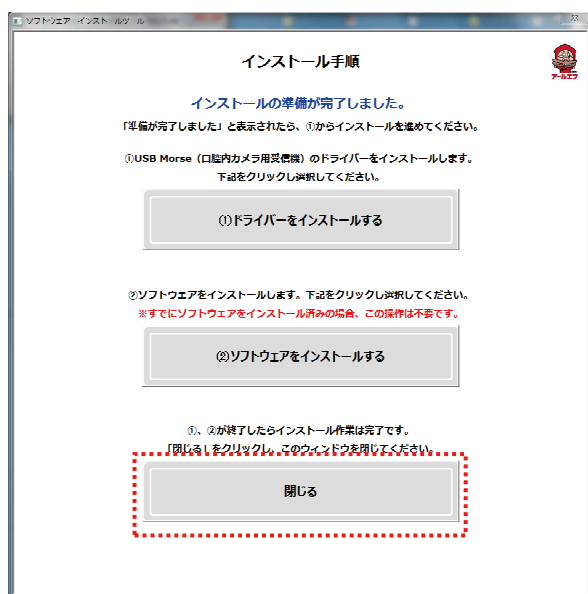 ソフトウェア インストールツール
インストール手順
アールエフ
インストールの準備が完了しました。
「準備が完了しました」と表示されたら、①からインストールを進めてください。
①USB Morse（口腔内カメラ用受信機）のドライバーをインストールします。
下記をクリックし選択してください。
①ドライバーをインストールする
②ソフトウェアをインストールします。下記をクリックし選択してください。
※すでにソフトウェアをインストール済みの場合、この操作は不要です。
②ソフトウェアをインストールする
①、②が終了したらインストール作業は完了です。
「閉じる」をクリックし、このウィンドウを閉じてください。
閉じる